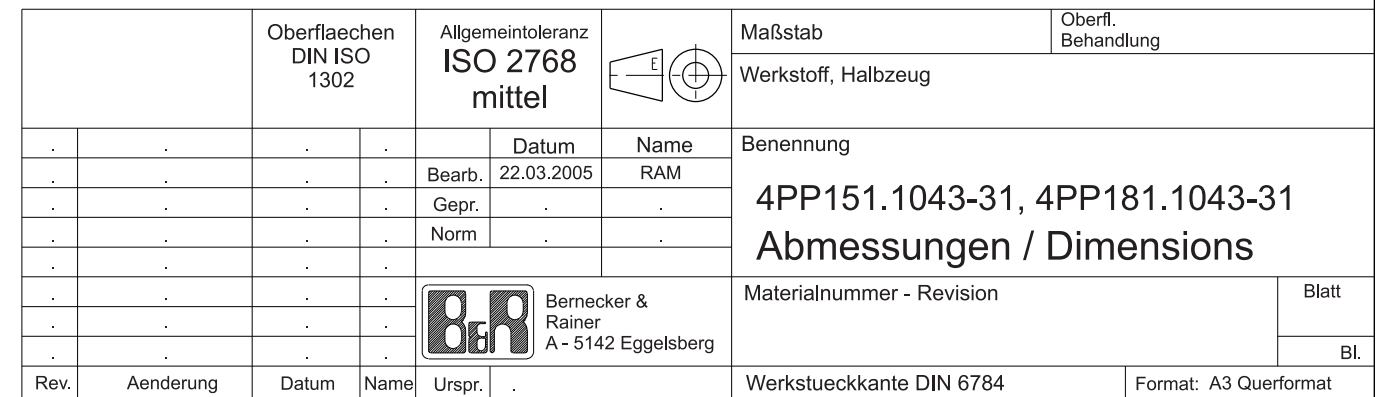 Oberflaechen
DIN ISO
1302
Allgemeintoleranz
ISO 2768
mittel
E
Maßstab
Oberfl.
Behandlung
Werkstoff, Halbzeug
. . . . Datum Name
. . . . Bearb. 22.03.2005 RAM
. . . . Gepr. . .
. . . . Norm . .
. . . .
. . . .
. . . .
. . . .
Benennung
4PP151.1043-31, 4PP181.1043-31
Abmessungen / Dimensions
B&R
Bernecker &
Rainer
A - 5142 Eggelsberg
Materialnummer - Revision
Blatt
Bl.
Rev. Aenderung Datum Name Urspr. .
Werkstueckkante DIN 6784
Format: A3 Querformat